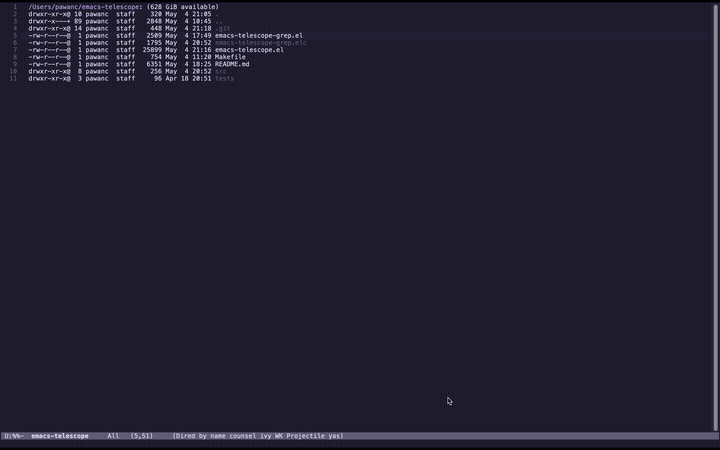 1 /Users/pawanc/emacs-telescope: (628 GiB available)
2 drwxr-xr-x@ 10 pawanc staff 320 May 4 21:05 .
3 drwxr-x---+ 89 pawanc staff 2848 May 4 10:45 ..
4 drwxr-xr-x@ 14 pawanc staff 448 May 4 21:18 .git
5 -rw-r--r--@ 1 pawanc staff 2509 May 4 17:49 emacs-telescope-grep.el
6 -rw-r--r--@ 1 pawanc staff 1795 May 4 20:52 emacs-telescope-grep.elc
7 -rw-r--r--@ 1 pawanc staff 25899 May 4 21:16 emacs-telescope.el
8 -rw-r--r--@ 1 pawanc staff 754 May 4 11:20 Makefile
9 -rw-r--r--@ 1 pawanc staff 6351 May 4 18:25 README.md
10 drwxr-xr-x@ 8 pawanc staff 256 May 4 20:52 src
11 drwxr-xr-x@ 3 pawanc staff 96 Apr 18 20:51 tests
U:%%- emacs-telescope All (5,51) (Dired by name counsel ivy WK Projectile yas)